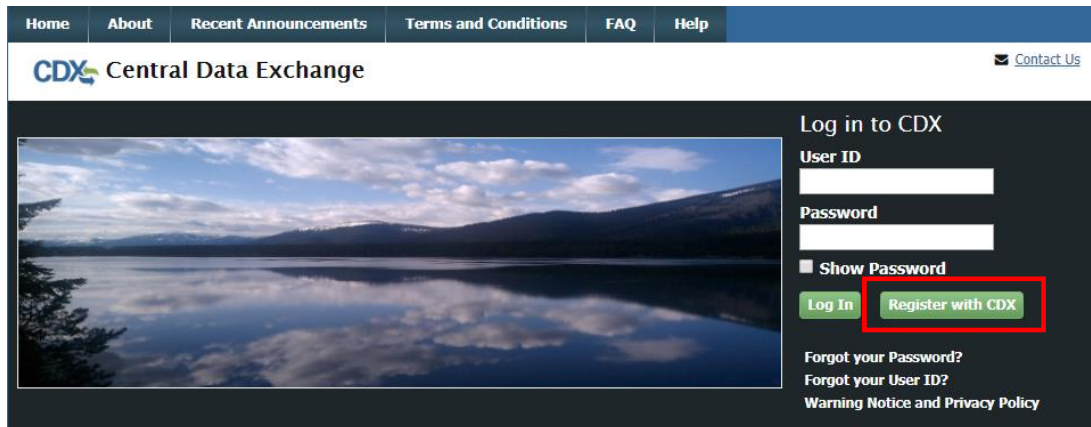 Home About Recent Announcements Terms and Conditions FAQ Help
CDX Central Data Exchange
Contact Us
Log in to CDX
User ID
Password
Show Password
Log In Register with CDX
Forgot your Password?
Forgot your User ID?
Warning Notice and Privacy Policy